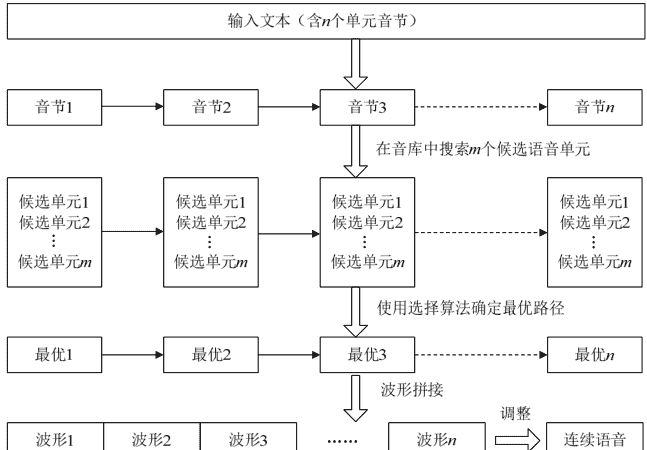 输入文本（含n个单元音节）
音节1 音节2 音节3 音节n
在音库中搜索m个候选语音单元
候选单元1 候选单元1 候选单元1 候选单元1
候选单元2 候选单元2 候选单元2 候选单元2
⋮ ⋮ ⋮ ⋮
候选单元m 候选单元m 候选单元m 候选单元m
使用选择算法确定最优路径
最优1 最优2 最优3 最优n
波形拼接
调整
波形1 波形2 波形3 …… 波形n 连续语音